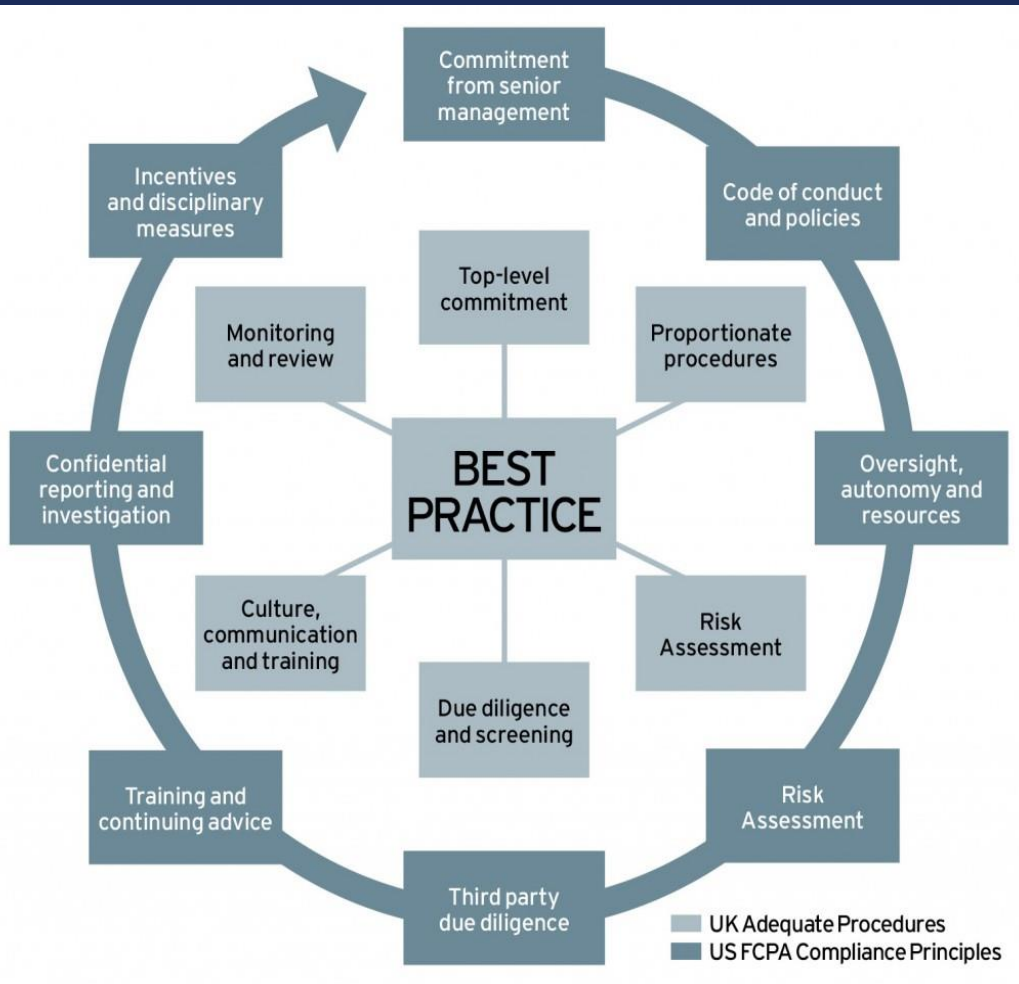 Commitment
from senior
management
Code of conduct
and policies
Oversight,
autonomy and
resources
Risk
Assessment
Third party
due diligence
Training and
continuing advice
Confidential
reporting and
investigation
Incentives
and disciplinary
measures
Top-level
commitment
Proportionate
procedures
Risk
Assessment
Due diligence
and screening
Culture,
communication
and training
Monitoring
and review
BEST
PRACTICE
UK Adequate Procedures
US FCPA Compliance Principles